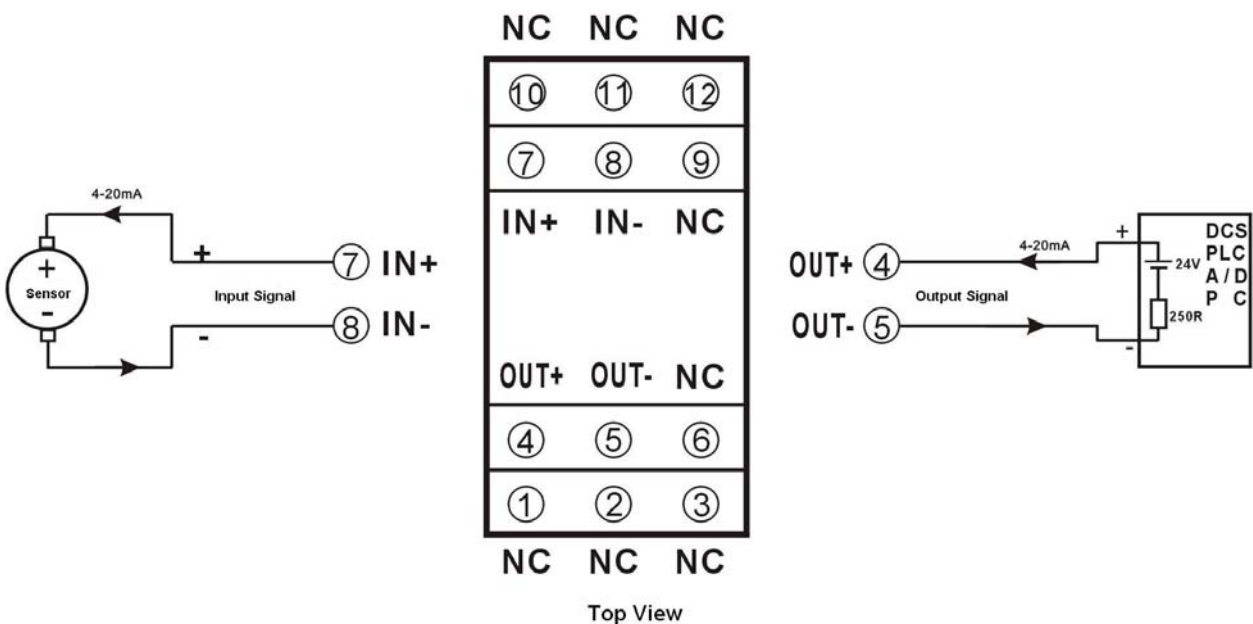 NC NC NC
⑩ ⑪ ⑫
⑦ ⑧ ⑨
IN+ IN- NC
OUT+ OUT- NC
④ ⑤ ⑥
① ② ③
NC NC NC
Top View
4-20mA
+
Sensor
-
+
Input Signal
-
⑦ IN+
⑧ IN-
OUT+ ④
OUT- ⑤
4-20mA
Output Signal
+
-
24V
250R
DCS
PLC
A / D
P C